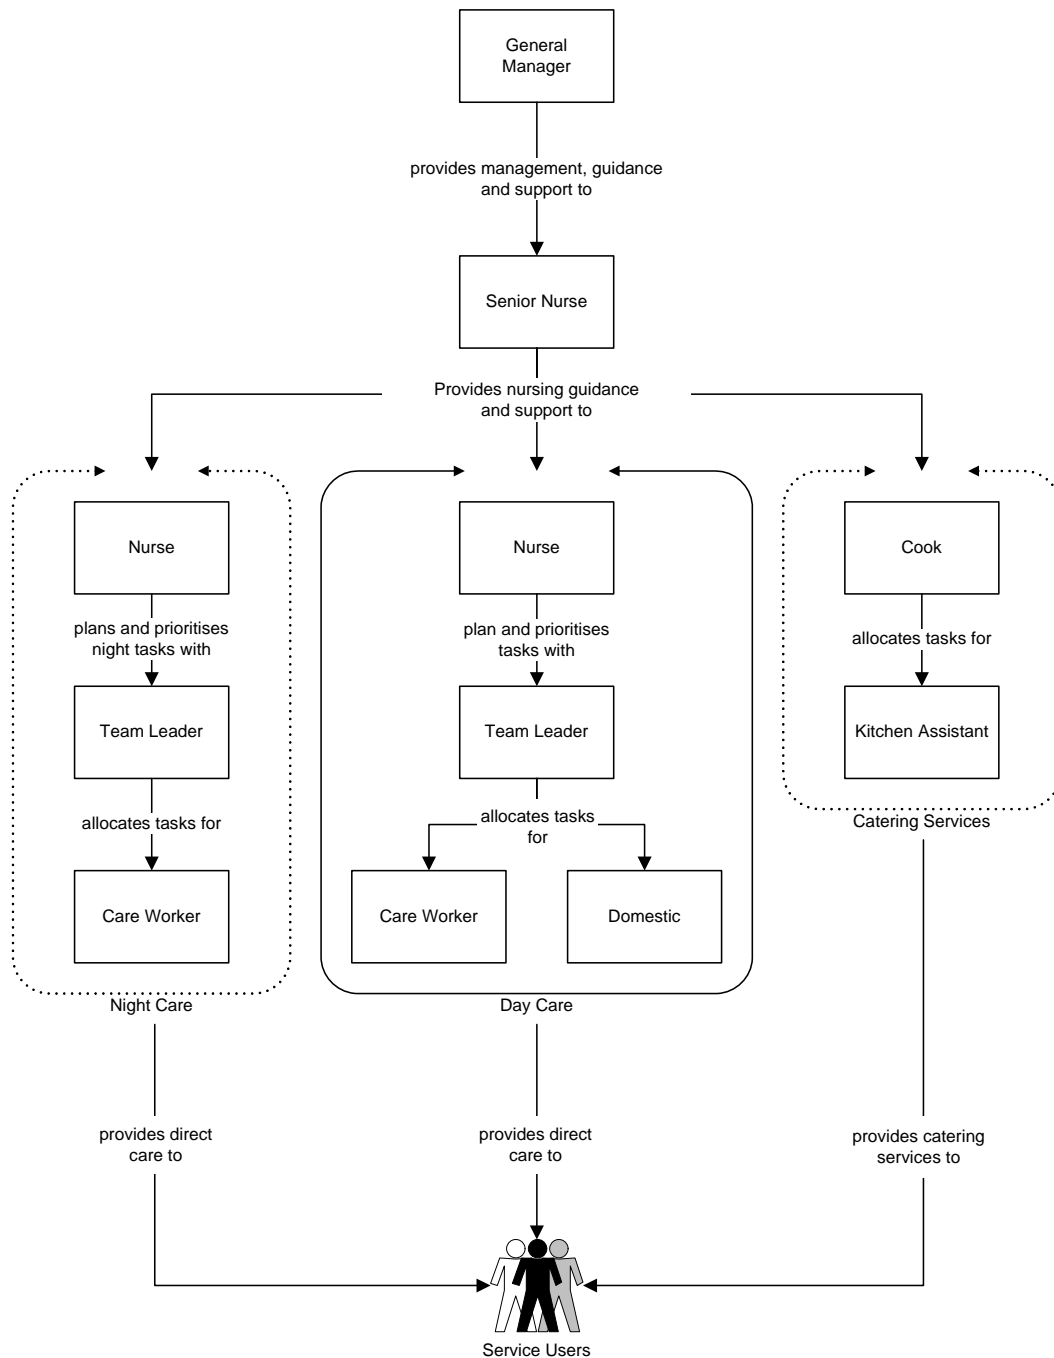 General
Manager
provides management, guidance
and support to
Senior Nurse
Provides nursing guidance
and support to
Nurse
plans and prioritises
night tasks with
Team Leader
allocates tasks for
Care Worker
Night Care
Nurse
plan and prioritises
tasks with
Team Leader
allocates tasks
for
Care Worker
Domestic
Day Care
Cook
allocates tasks for
Kitchen Assistant
Catering Services
provides direct
care to
provides direct
care to
provides catering
services to
Service Users